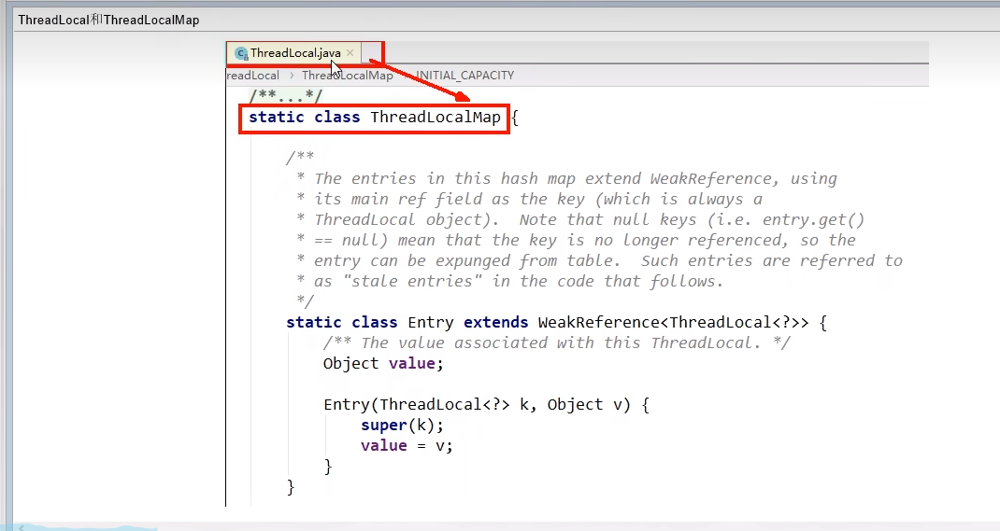 ThreadLocal和ThreadLocalMap
ThreadLocal.java
readLocal > ThreadLocalMap > INITIAL_CAPACITY
/**...*/
static class ThreadLocalMap {
/**
* The entries in this hash map extend WeakReference, using
* its main ref field as the key (which is always a
* ThreadLocal object).  Note that null keys (i.e. entry.get()
* == null) mean that the key is no longer referenced, so the
* entry can be expunged from table.  Such entries are referred to
* as "stale entries" in the code that follows.
*/
static class Entry extends WeakReference<ThreadLocal<?>> {
/** The value associated with this ThreadLocal. */
Object value;
Entry(ThreadLocal<?> k, Object v) {
super(k);
value = v;
}
}